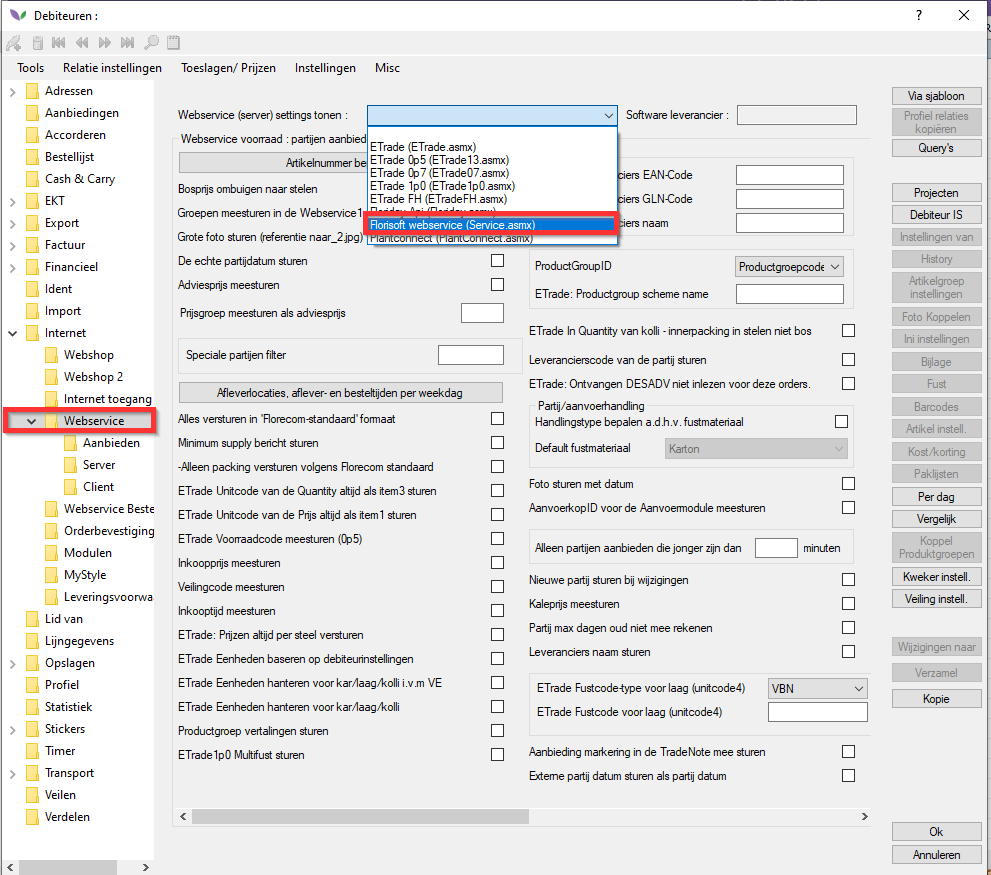 Debiteuren :
?
Tools
Relatie instellingen
Toeslagen/ Prijzen
Instellingen
Misc
Adressen
Aanbiedingen
Accorderen
Bestellijst
Cash & Carry
EKT
Export
Factuur
Financieel
Ident
Import
Internet
Webshop
Webshop 2
Internet toegang
Webservice
Aanbieden
Server
Client
Webservice Beste
Orderbevestiging
Modulen
MyStyle
Leveringsvoorwaa
Lid van
Lijngegevens
Opslagen
Profiel
Statistiek
Stickers
Timer
Transport
Veilen
Verdelen
Webservice (server) settings tonen :
Software leverancier :
ETrade (ETrade.asmx)
ETrade 0p5 (ETrade13.asmx)
ETrade 0p7 (ETrade07.asmx)
ETrade 1p0 (ETrade1p0.asmx)
ETrade FH (ETradeFH.asmx)
Floriday Api (Floriday.asmx)
Florisoft webservice (Service.asmx)
Plantconnect (PlantConnect.asmx)
Webservice voorraad : partijen aanbied
Artikelnummer be
Bosprijs ombuigen naar stelen
Groepen meesturen in de Webservice1
Grote foto sturen (referentie naar_2.jpg)
De echte partijdatum sturen
Adviesprijs meesturen
Prijsgroep meesturen als adviesprijs
Speciale partijen filter
Afleverlocaties, aflever- en besteltijden per weekdag
Alles versturen in 'Florecom-standaard' formaat
Minimum supply bericht sturen
-Alleen packing versturen volgens Florecom standaard
ETrade Unitcode van de Quantity altijd als item3 sturen
ETrade Unitcode van de Prijs altijd als item1 sturen
ETrade Voorraadcode meesturen (0p5)
Inkoopprijs meesturen
Veilingcode meesturen
Inkooptijd meesturen
ETrade: Prijzen altijd per steel versturen
ETrade Eenheden baseren op debiteurinstellingen
ETrade Eenheden hanteren voor kar/laag/kolli i.v.m VE
ETrade Eenheden hanteren voor kar/laag/kolli
Productgroep vertalingen sturen
ETrade1p0 Multifust sturen
ciers EAN-Code
ciers GLN-Code
ciers naam
ProductGroupID
Productgroepcode
ETrade: Productgroup scheme name
ETrade In Quantity van kolli - innerpacking in stelen niet bos
Leverancierscode van de partij sturen
ETrade: Ontvangen DESADV niet inlezen voor deze orders.
Partij/aanvoerhandling
Handlingstype bepalen a.d.h.v. fustmateriaal
Default fustmateriaal
Karton
Foto sturen met datum
AanvoerkopID voor de Aanvoermodule meesturen
Alleen partijen aanbieden die jonger zijn dan
minuten
Nieuwe partij sturen bij wijzigingen
Kaleprijs meesturen
Partij max dagen oud niet mee rekenen
Leveranciers naam sturen
ETrade Fustcode-type voor laag (unitcode4)
VBN
ETrade Fustcode voor laag (unitcode4)
Aanbieding markering in de TradeNote mee sturen
Externe partij datum sturen als partij datum
Via sjabloon
Profiel relaties
kopiëren
Query's
Projecten
Debiteur IS
Instellingen van
History
Artikelgroep
instellingen
Foto Koppelen
Ini instellingen
Bijlage
Fust
Barcodes
Artikel instell.
Kost/korting
Paklijsten
Per dag
Vergelijk
Koppel
Produktgroepen
Kweker instell.
Veiling instell.
Wijzigingen naar
Verzamel
Kopie
Ok
Annuleren